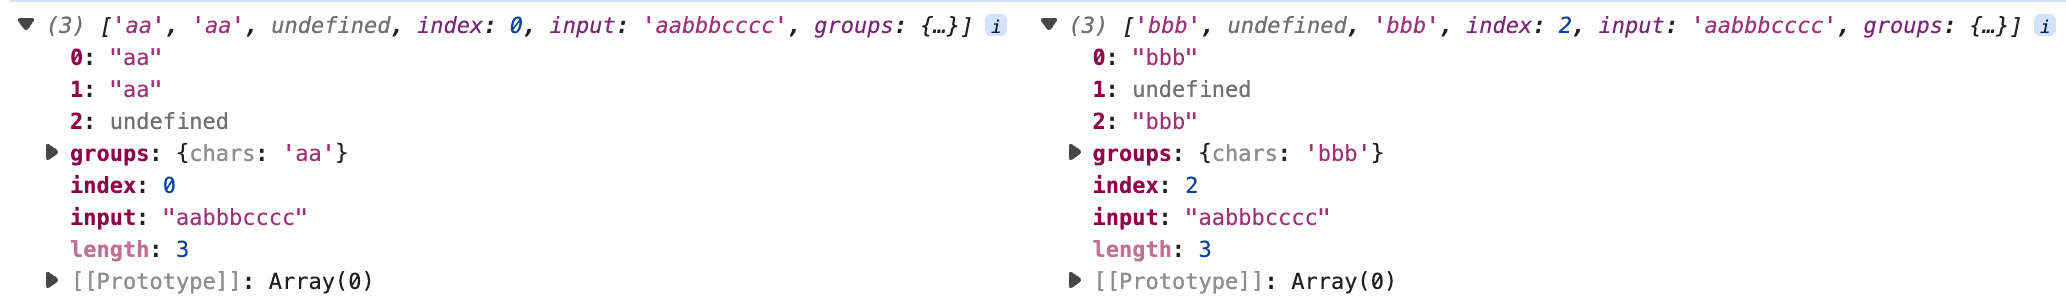 ▼ (3) ['aa', 'aa', undefined, index: 0, input: 'aabbbcccc', groups: {…}] i
0: "aa"
1: "aa"
2: undefined
▶ groups: {chars: 'aa'}
index: 0
input: "aabbbcccc"
length: 3
▶ [[Prototype]]: Array(0)
▼ (3) ['bbb', undefined, 'bbb', index: 2, input: 'aabbbcccc', groups: {…}] i
0: "bbb"
1: undefined
2: "bbb"
▶ groups: {chars: 'bbb'}
index: 2
input: "aabbbcccc"
length: 3
▶ [[Prototype]]: Array(0)